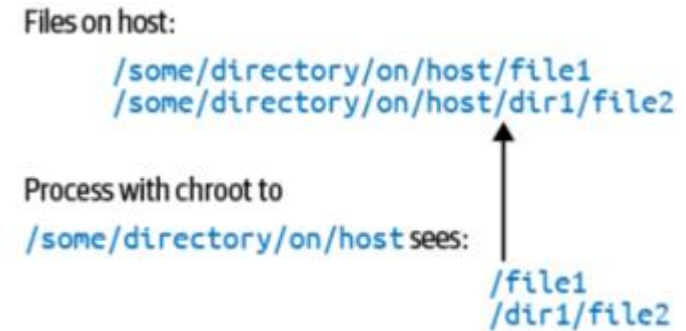 Files on host:
/some/directory/on/host/file1
/some/directory/on/host/dir1/file2
Process with chroot to
/some/directory/on/host sees:
/file1
/dir1/file2